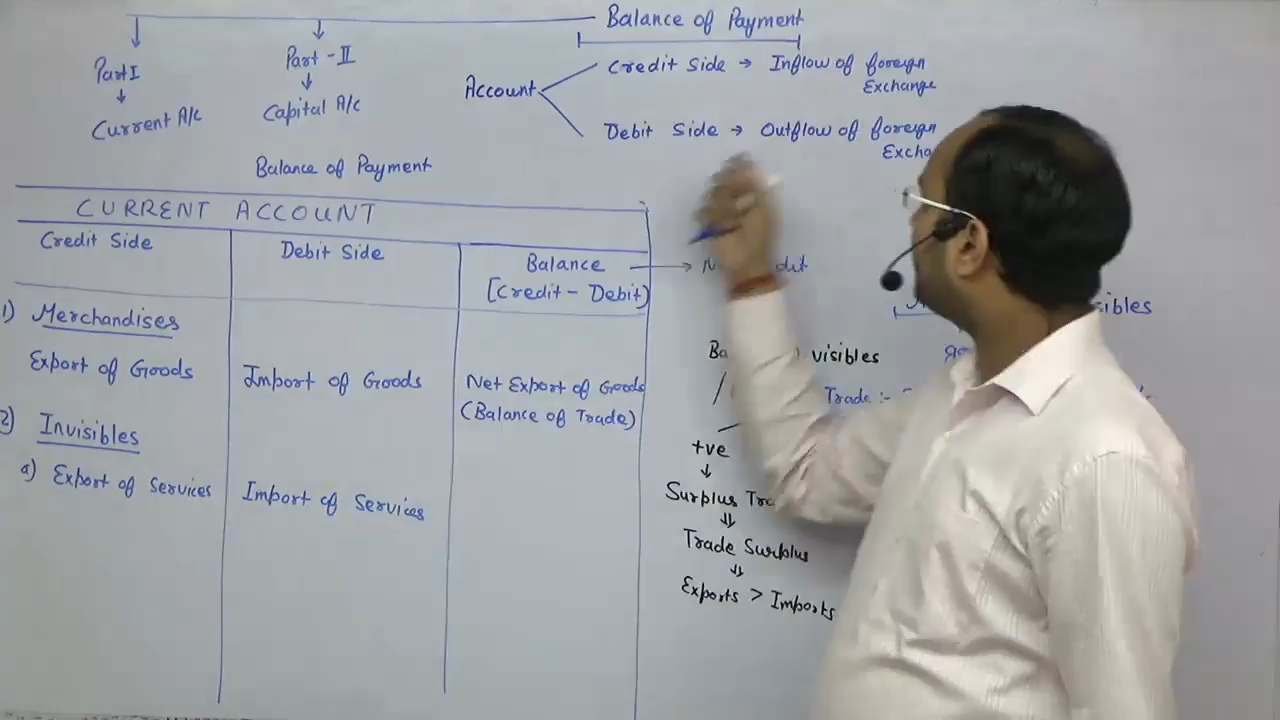 Balance of Payment
Part I
Part - II
Current A/c
Capital A/c
Account
Credit Side → Inflow of foreign
Exchange
Debit Side → Outflow of foreign
Balance of Payment
CURRENT ACCOUNT
Credit Side
Debit Side
Balance
[Credit - Debit]
1) Merchandises
Export of Goods
Import of Goods
Net Export of Goods
(Balance of Trade)
2) Invisibles
a) Export of Services
Import of Services
visibles
Trade :-
+ve
Surplus
Trade Surplus
Exports > Imports